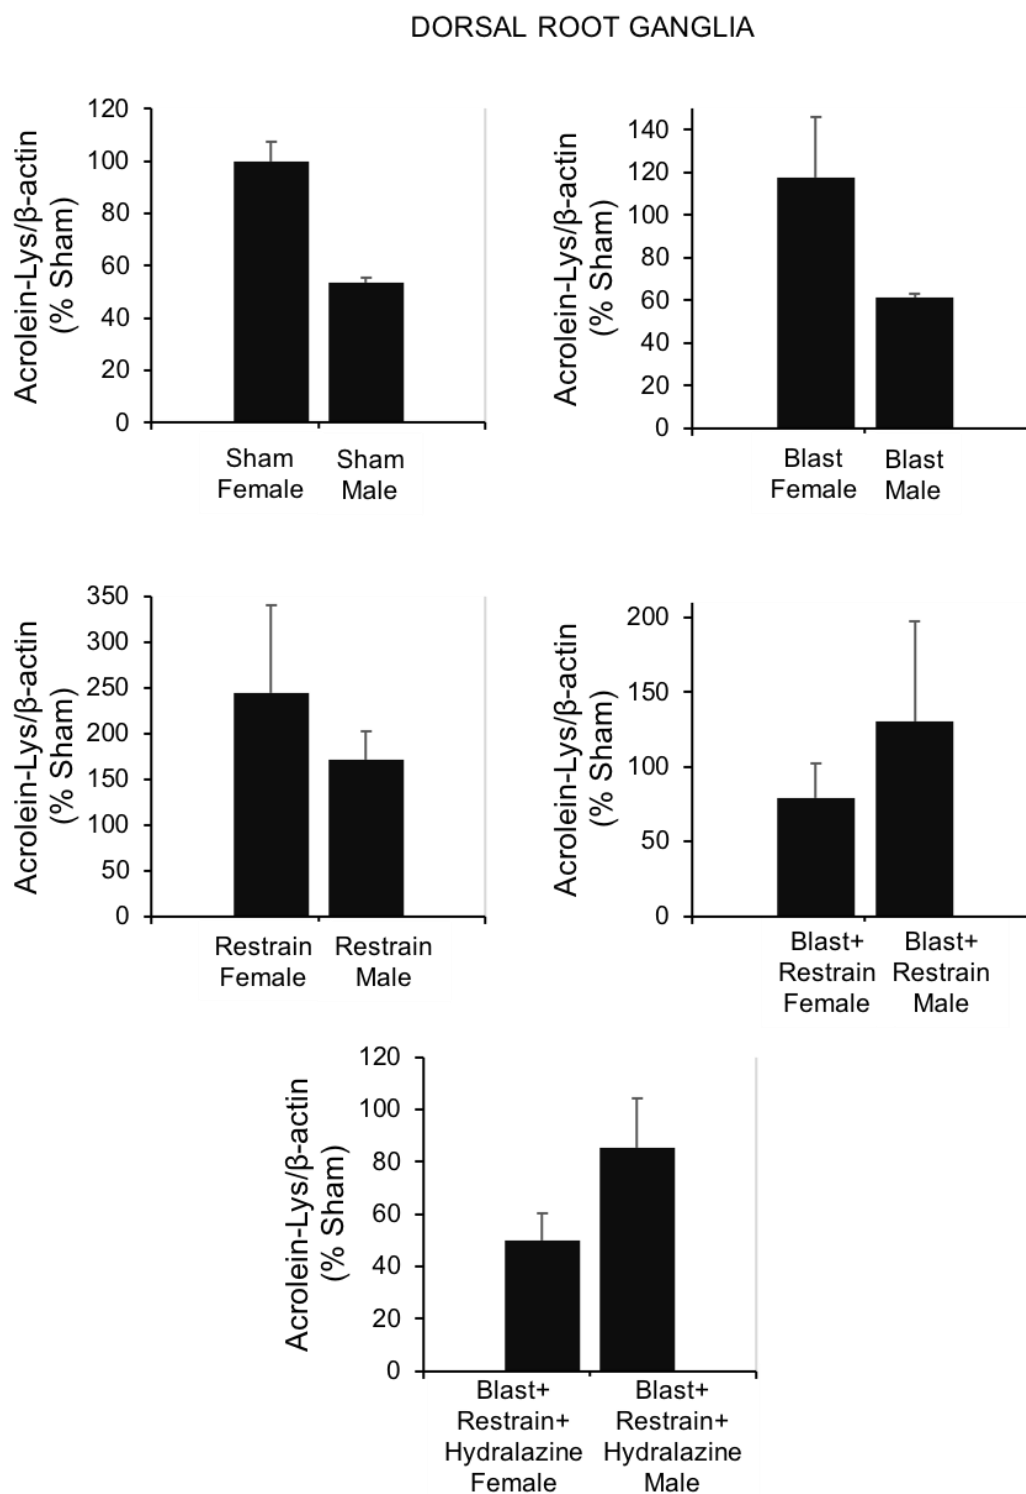 DORSAL ROOT GANGLIA
Acrolein-Lys/β-actin
(% Sham)
120
100
80
60
40
20
0
Sham
Female
Sham
Male
Acrolein-Lys/β-actin
(% Sham)
140
120
100
80
60
40
20
0
Blast
Female
Blast
Male
Acrolein-Lys/β-actin
(% Sham)
350
300
250
200
150
100
50
0
Restrain
Female
Restrain
Male
Acrolein-Lys/β-actin
(% Sham)
200
150
100
50
0
Blast+
Restrain
Female
Blast+
Restrain
Male
Acrolein-Lys/β-actin
(% Sham)
120
100
80
60
40
20
0
Blast+
Restrain+
Hydralazine
Female
Blast+
Restrain+
Hydralazine
Male